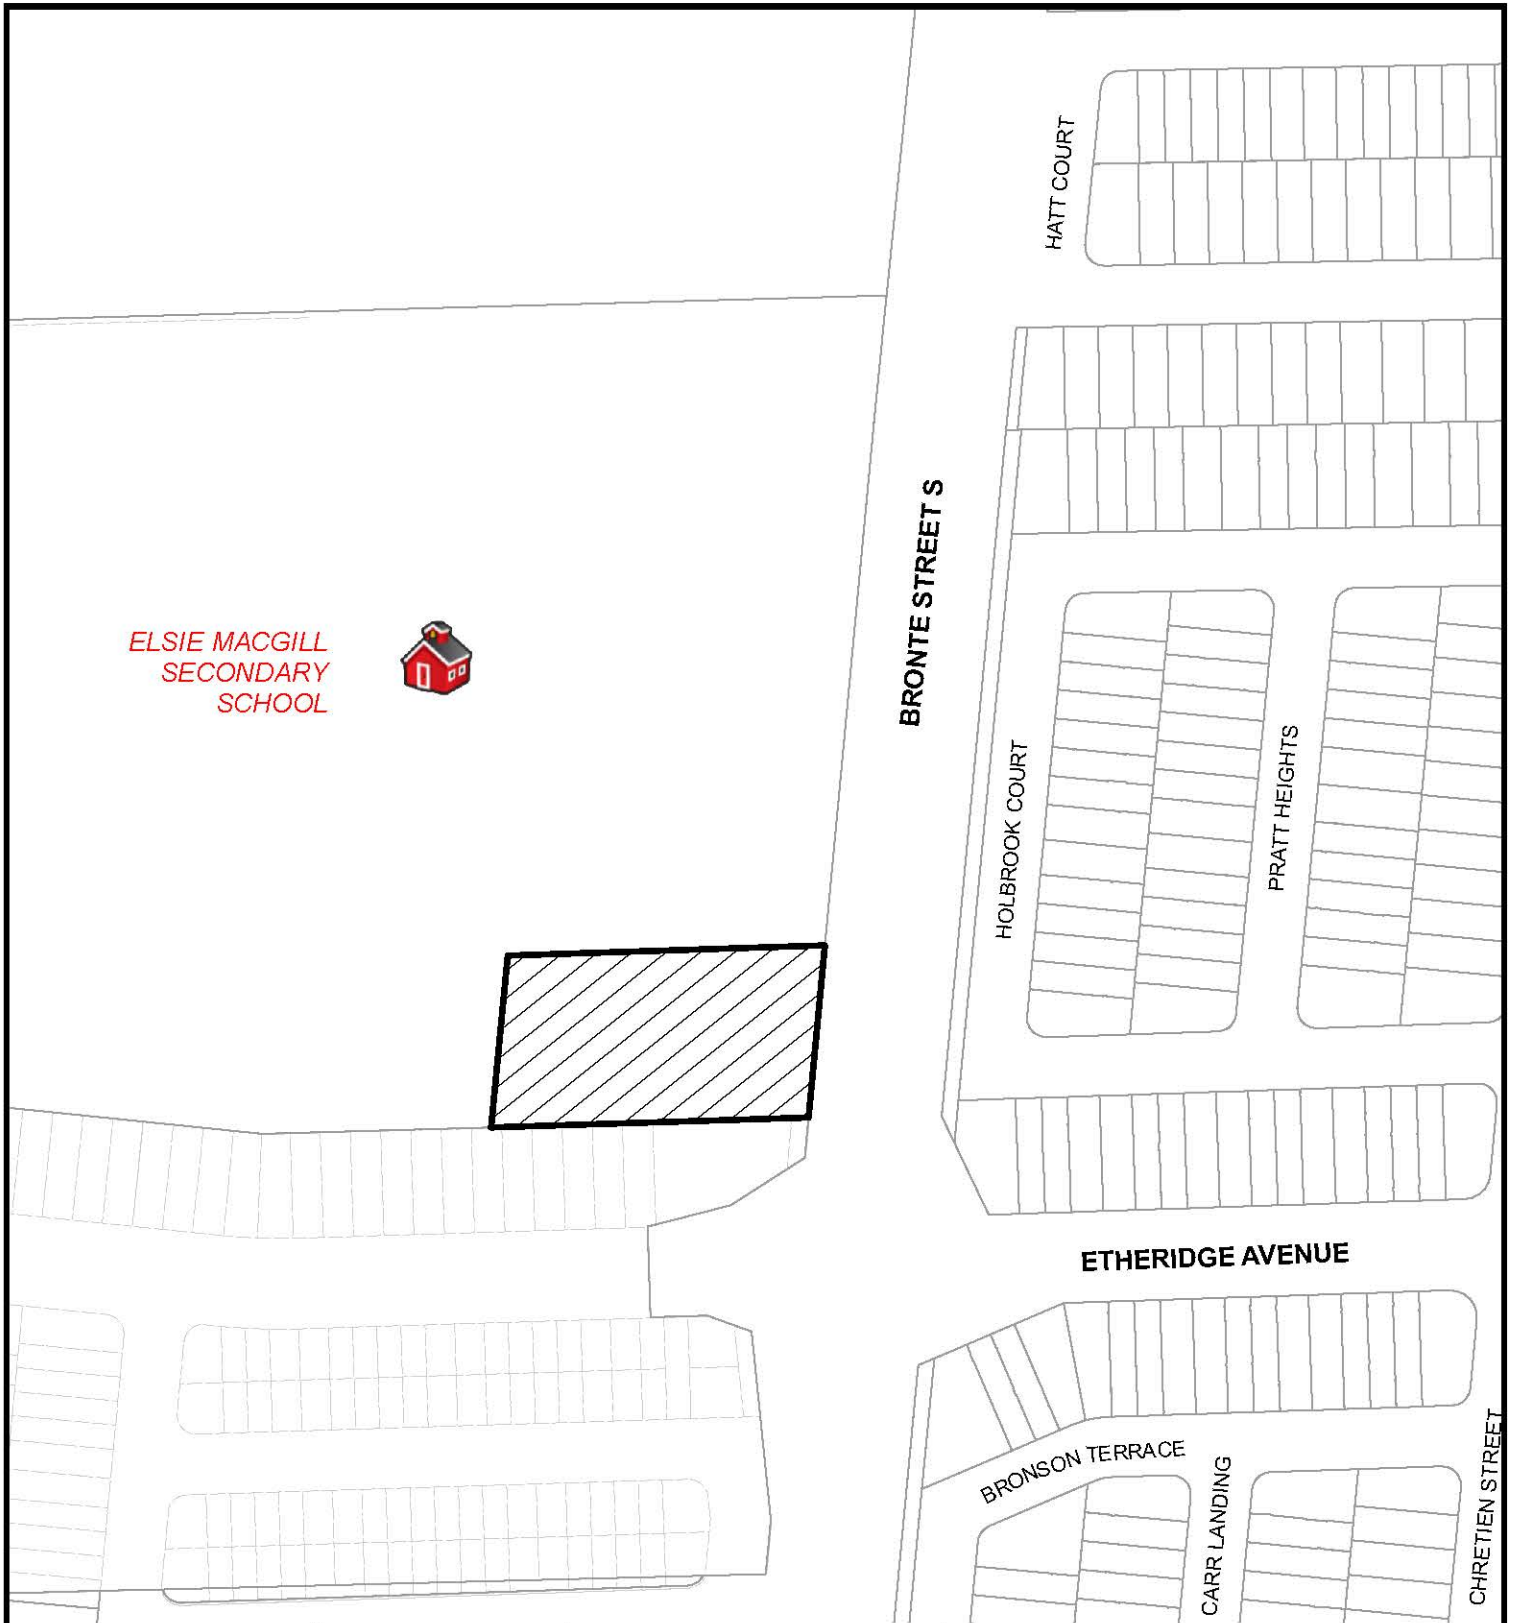 HATT COURT
BRONTE STREET S
ELSIE MACGILL
SECONDARY
SCHOOL
HOLBROOK COURT
PRATT HEIGHTS
ETHERIDGE AVENUE
BRONSON TERRACE
CARR LANDING
CHRETIEN STREET